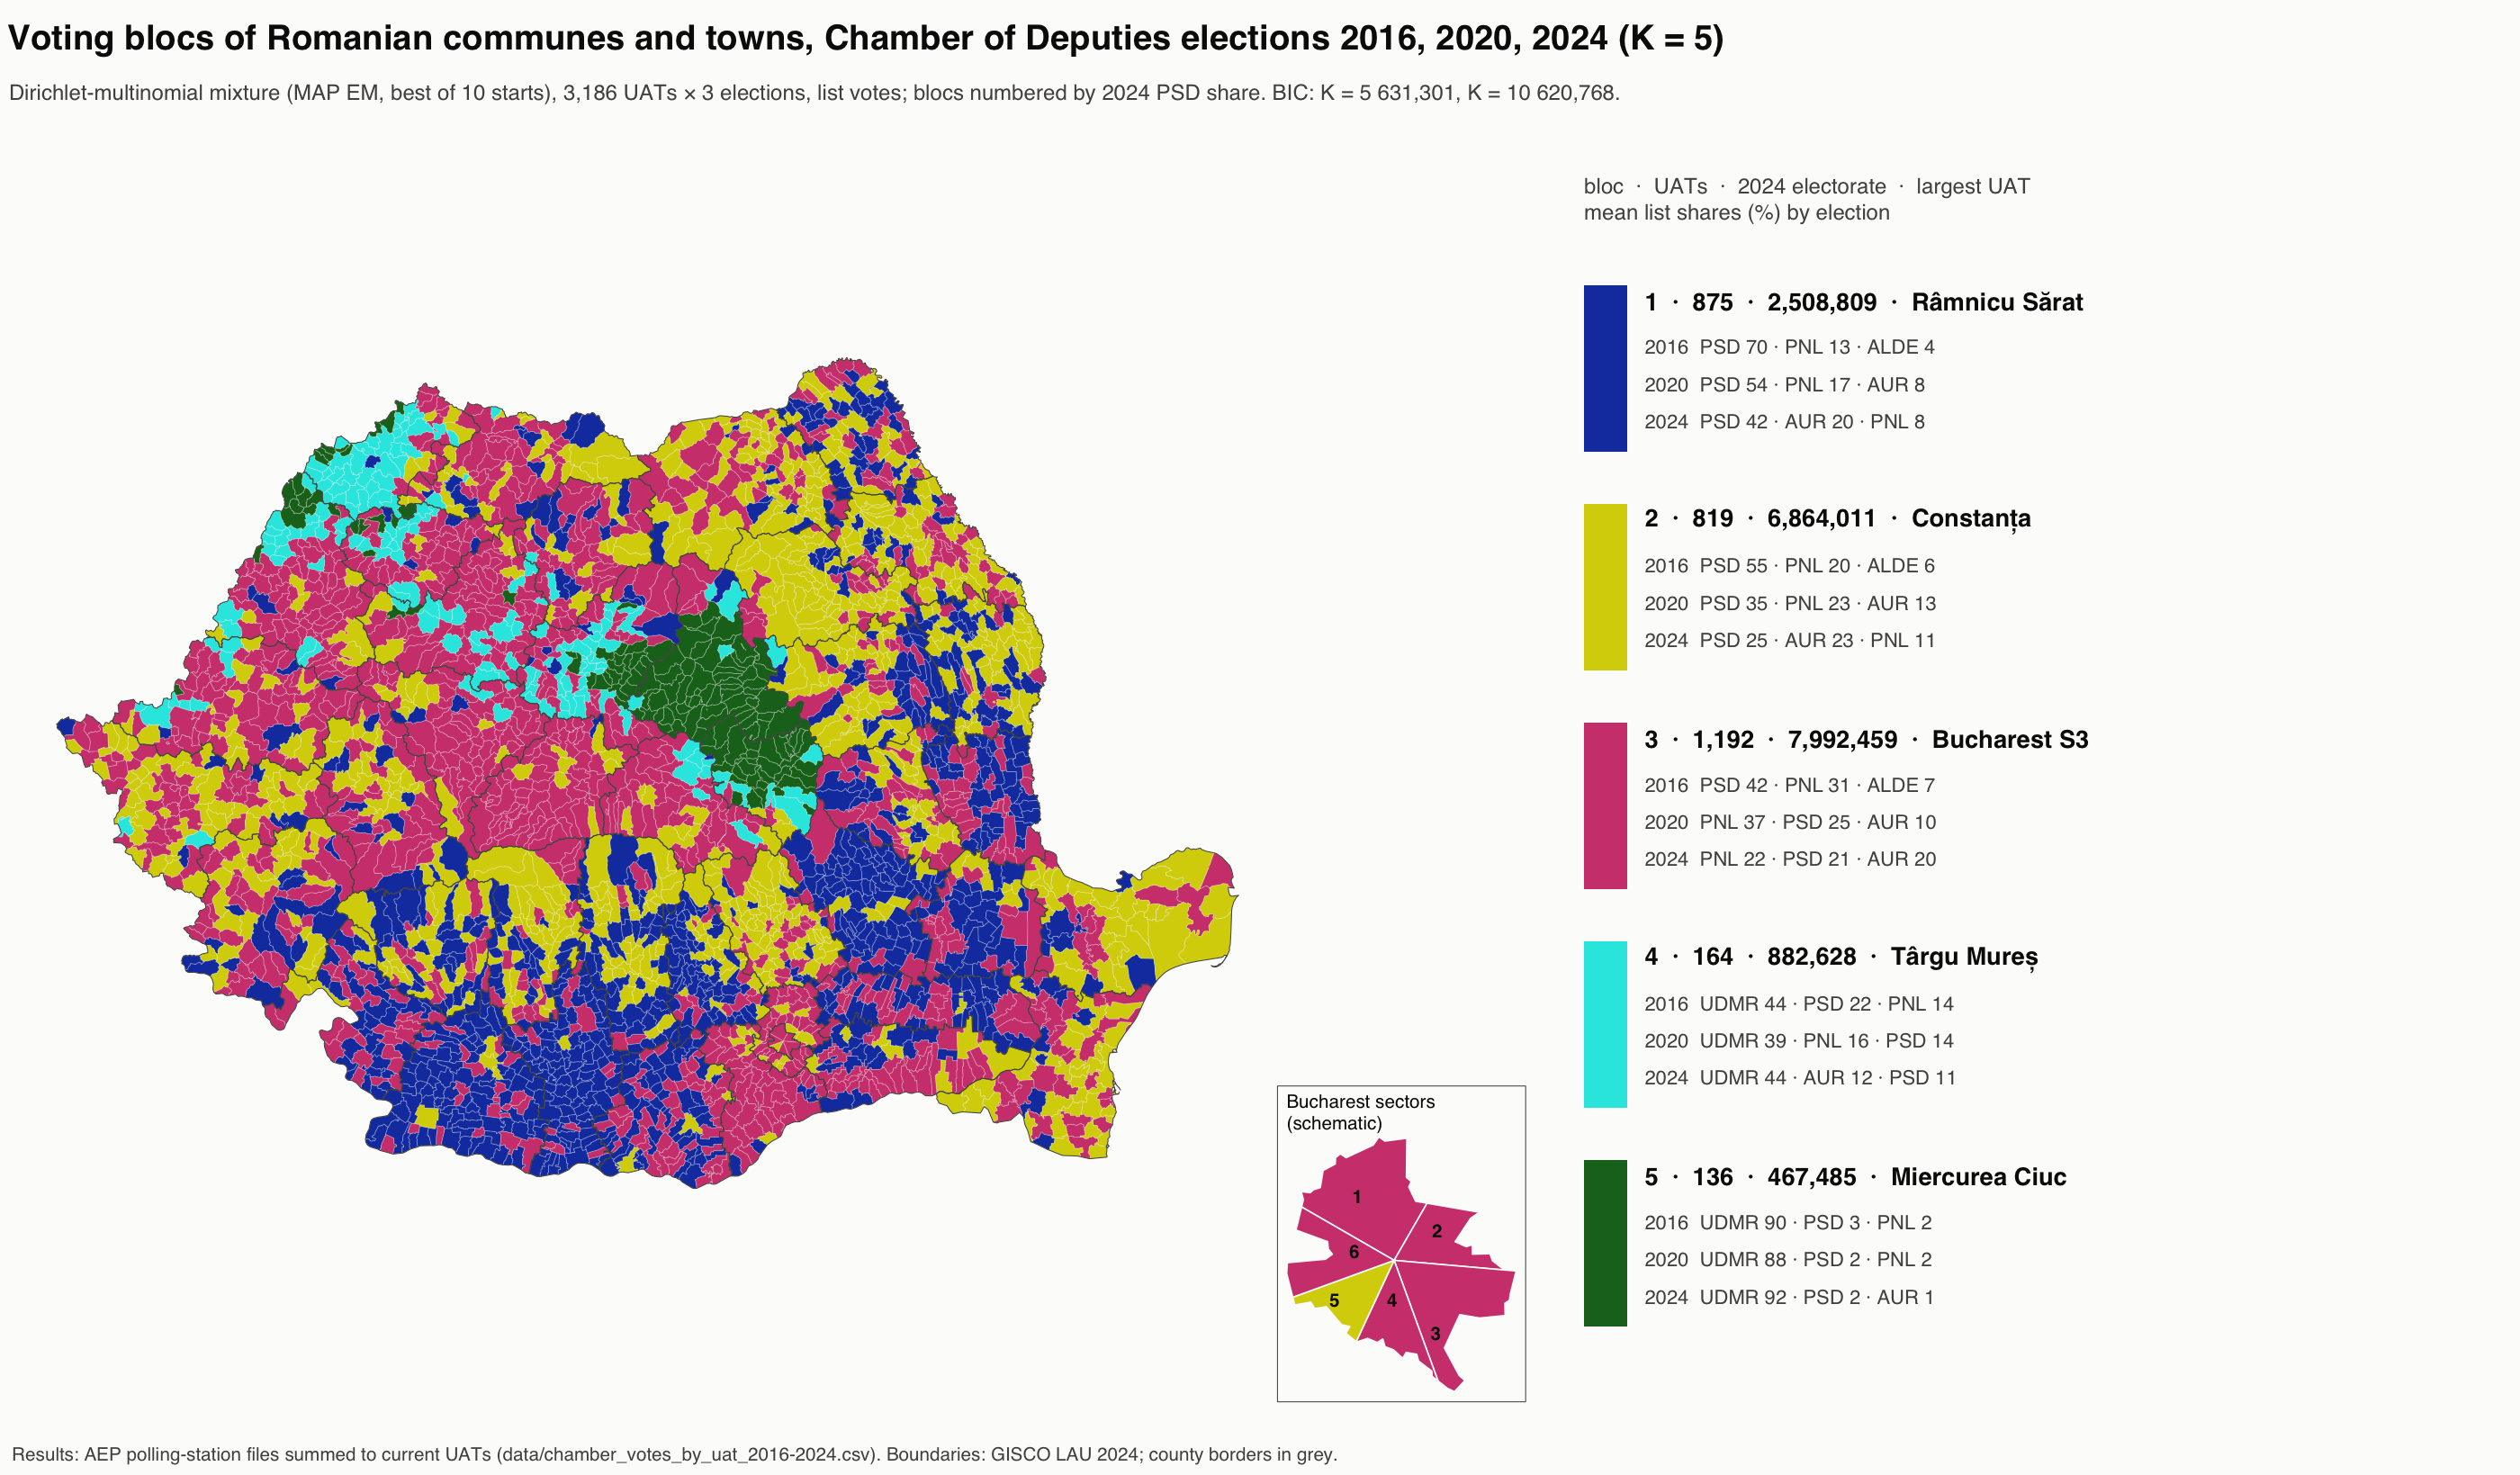 Voting blocs of Romanian communes and towns, Chamber of Deputies elections 2016, 2020, 2024 (K = 5)
Dirichlet-multinomial mixture (MAP EM, best of 10 starts), 3,186 UATs × 3 elections, list votes; blocs numbered by 2024 PSD share. BIC: K = 5 631,301, K = 10 620,768.
bloc · UATs · 2024 electorate · largest UAT
mean list shares (%) by election
1 · 875 · 2,508,809 · Râmnicu Sărat
2016 PSD 70 · PNL 13 · ALDE 4
2020 PSD 54 · PNL 17 · AUR 8
2024 PSD 42 · AUR 20 · PNL 8
2 · 819 · 6,864,011 · Constanța
2016 PSD 55 · PNL 20 · ALDE 6
2020 PSD 35 · PNL 23 · AUR 13
2024 PSD 25 · AUR 23 · PNL 11
3 · 1,192 · 7,992,459 · Bucharest S3
2016 PSD 42 · PNL 31 · ALDE 7
2020 PNL 37 · PSD 25 · AUR 10
2024 PNL 22 · PSD 21 · AUR 20
4 · 164 · 882,628 · Târgu Mureș
2016 UDMR 44 · PSD 22 · PNL 14
2020 UDMR 39 · PNL 16 · PSD 14
2024 UDMR 44 · AUR 12 · PSD 11
5 · 136 · 467,485 · Miercurea Ciuc
2016 UDMR 90 · PSD 3 · PNL 2
2020 UDMR 88 · PSD 2 · PNL 2
2024 UDMR 92 · PSD 2 · AUR 1
Bucharest sectors
(schematic)
1
2
6
5
4
3
Results: AEP polling-station files summed to current UATs (data/chamber_votes_by_uat_2016-2024.csv). Boundaries: GISCO LAU 2024; county borders in grey.